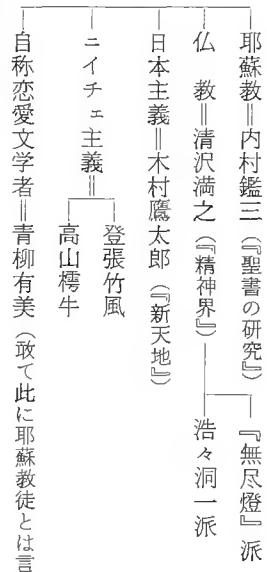 耶蘇教＝内村鑑三（『聖書の研究』）
仏　教＝清沢満之（『精神界』）
『無尽燈』派
浩々洞一派
日本主義＝木村鷹太郎（『新天地』）
ニイチェ主義＝
登張竹風
高山樗牛
自称恋愛文学者＝青柳有美（敢て此に耶蘇教徒とは言